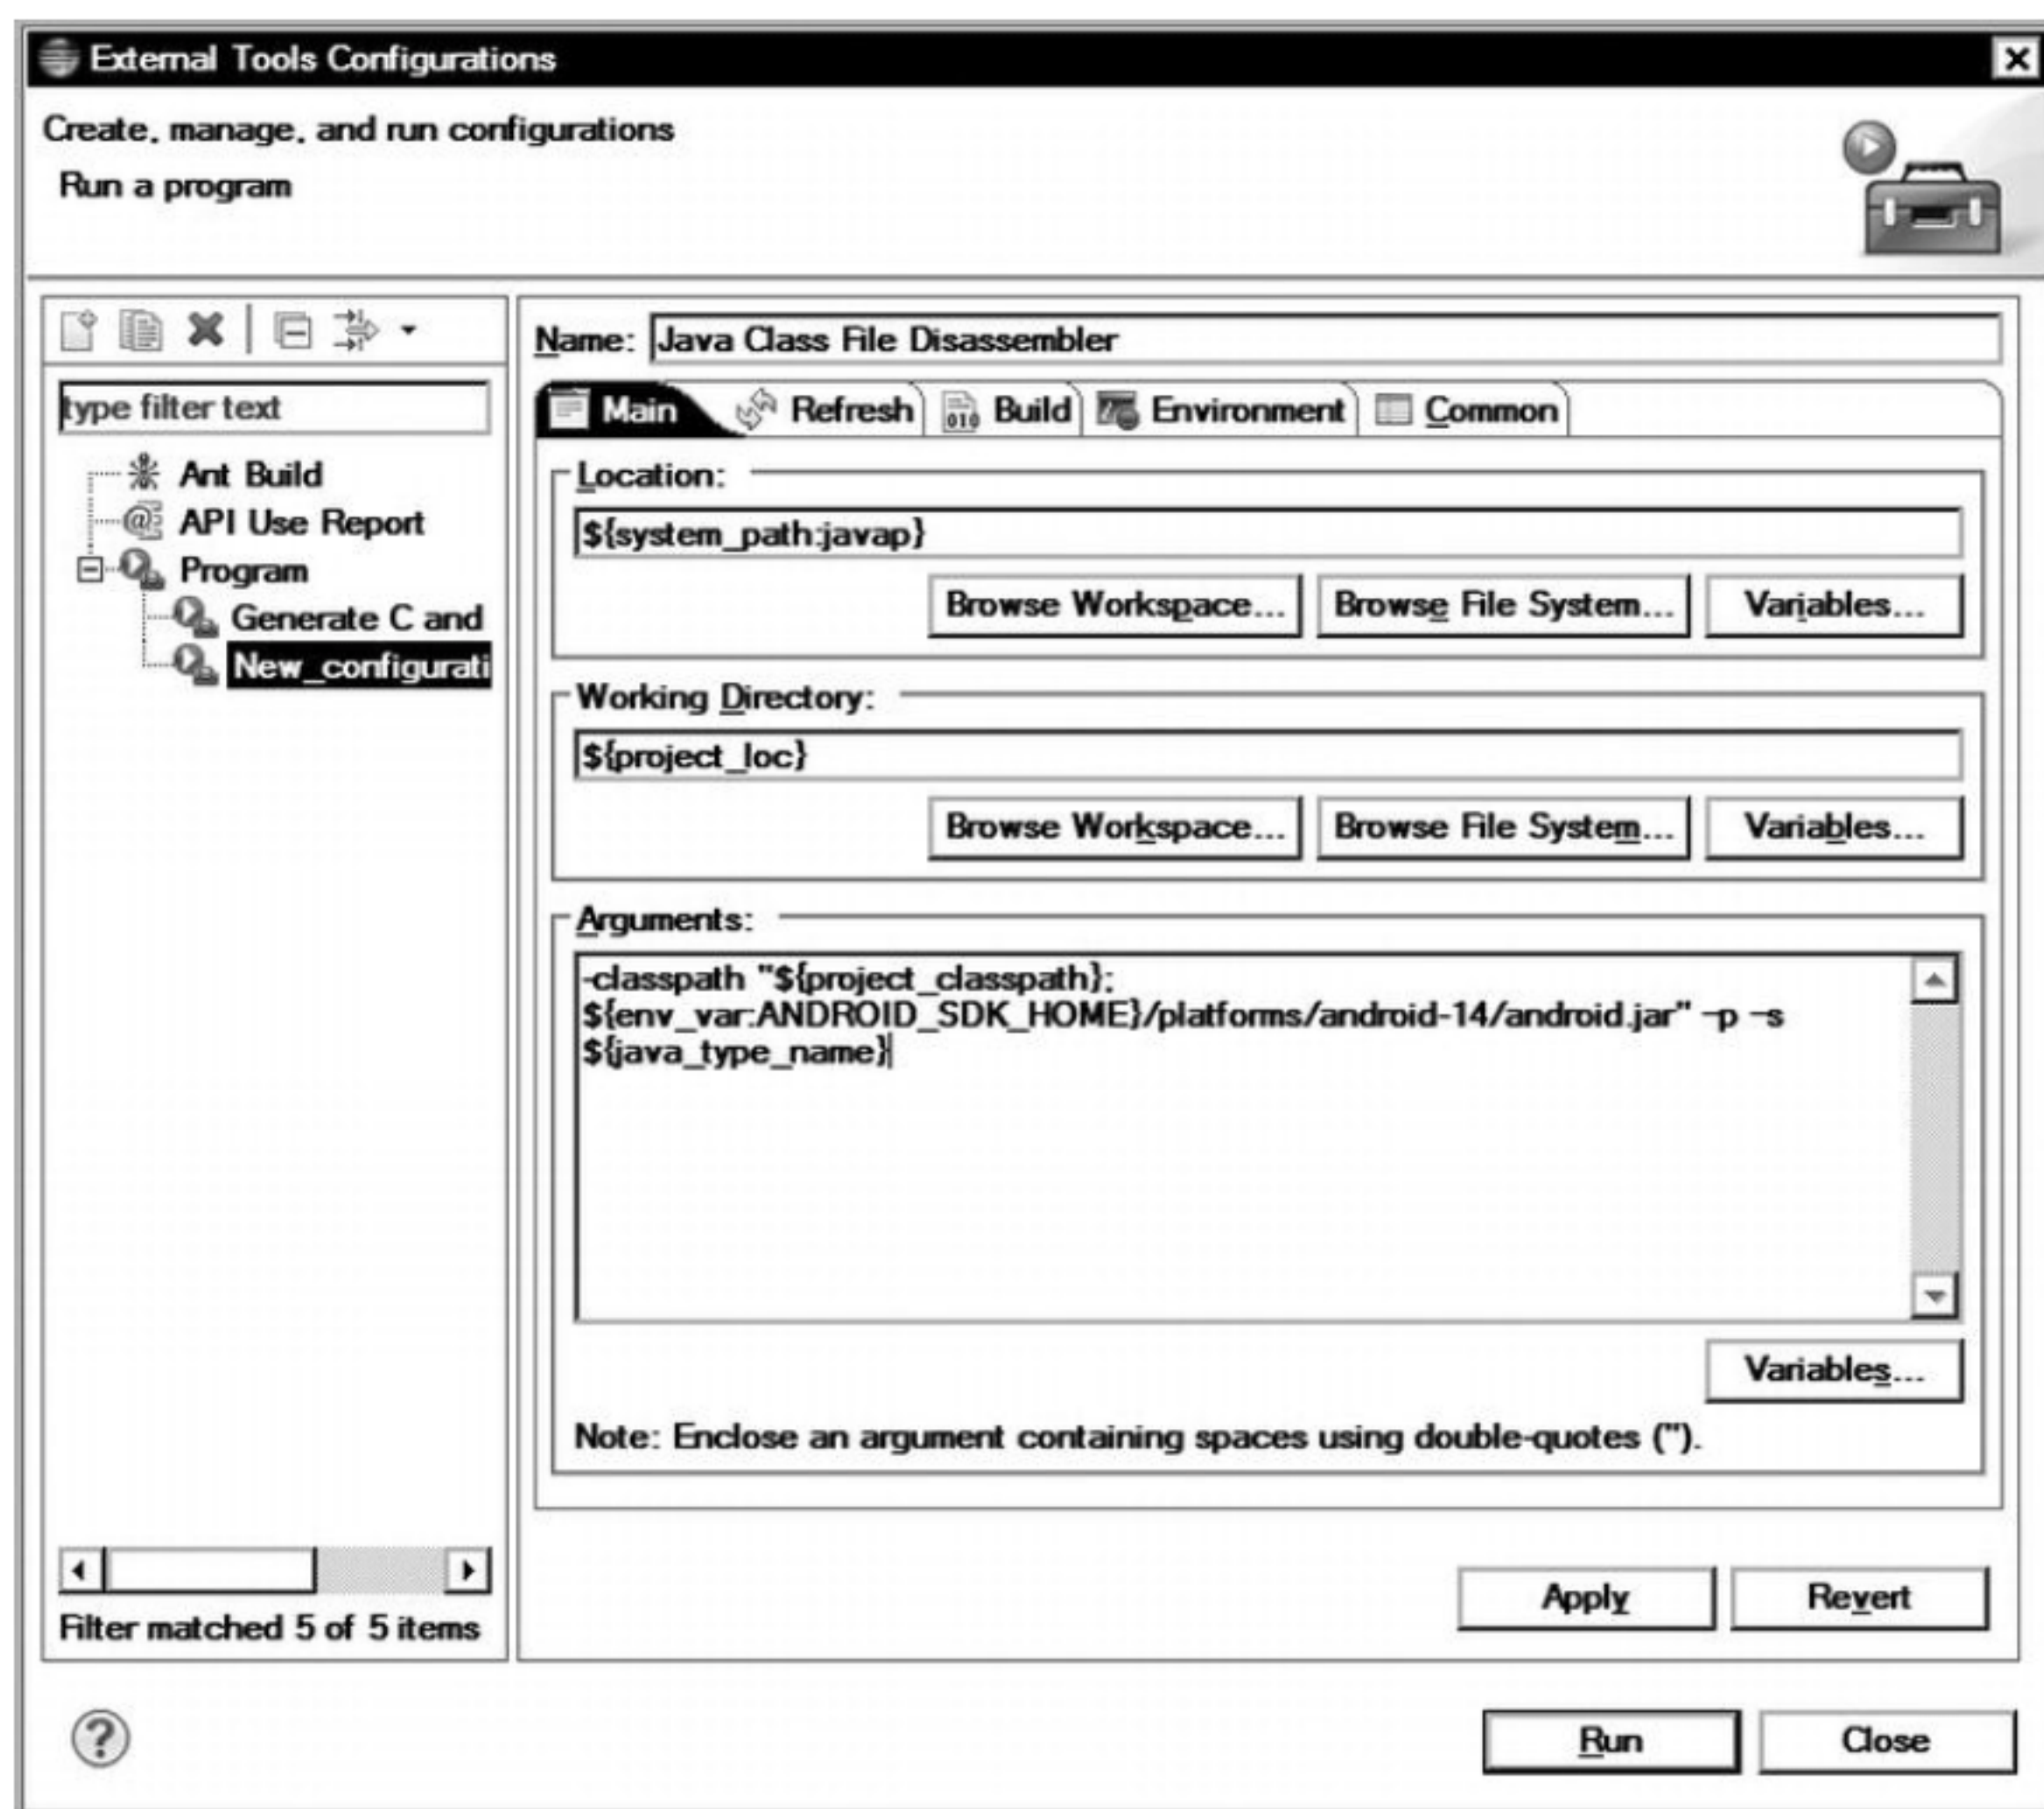 External Tools Configurations
Create, manage, and run configurations
Run a program
type filter text
Ant Build
API Use Report
Program
Generate C and
New_configurati
Filter matched 5 of 5 items
Name: Java Class File Disassembler
Main Refresh Build Environment Common
Location:
${system_path:javap}
Browse Workspace... Browse File System... Variables...
Working Directory:
${project_loc}
Browse Workspace... Browse File System... Variables...
Arguments:
-classpath "${project_classpath};
${env_var:ANDROID_SDK_HOME}/platforms/android-14/android.jar" –p –s
${java_type_name}
Variables...
Note: Enclose an argument containing spaces using double-quotes (").
Apply Revert
Run Close